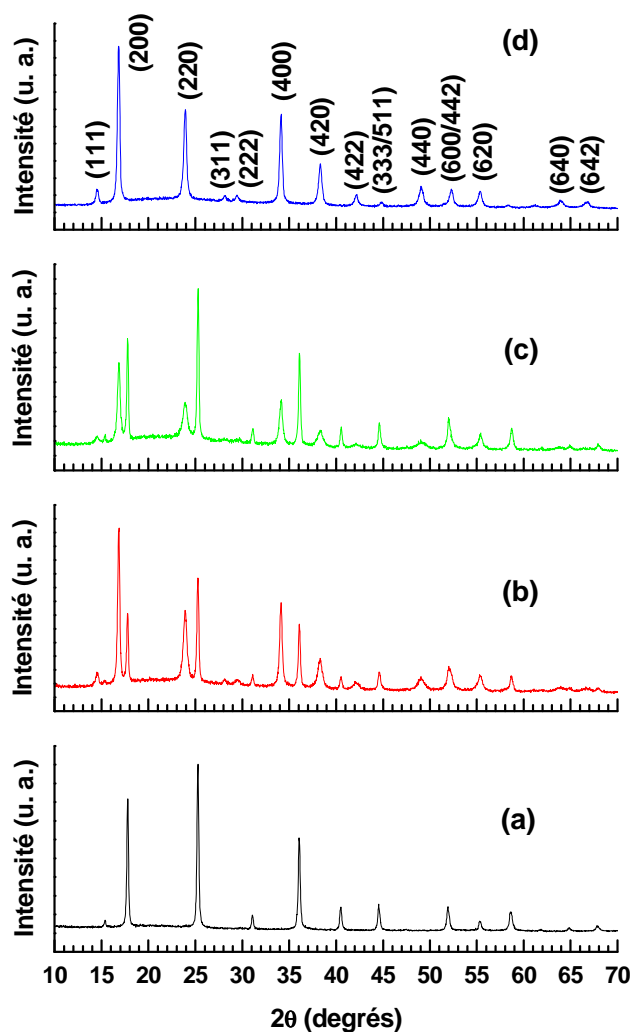 Intensité (u. a.)
(d)
(111)
(200)
(220)
(311)
(222)
(400)
(420)
(422)
(333/511)
(440)
(600/442)
(620)
(640)
(642)
Intensité (u. a.)
(c)
Intensité (u. a.)
(b)
Intensité (u. a.)
(a)
10 15 20 25 30 35 40 45 50 55 60 65 70
2θ (degrés)